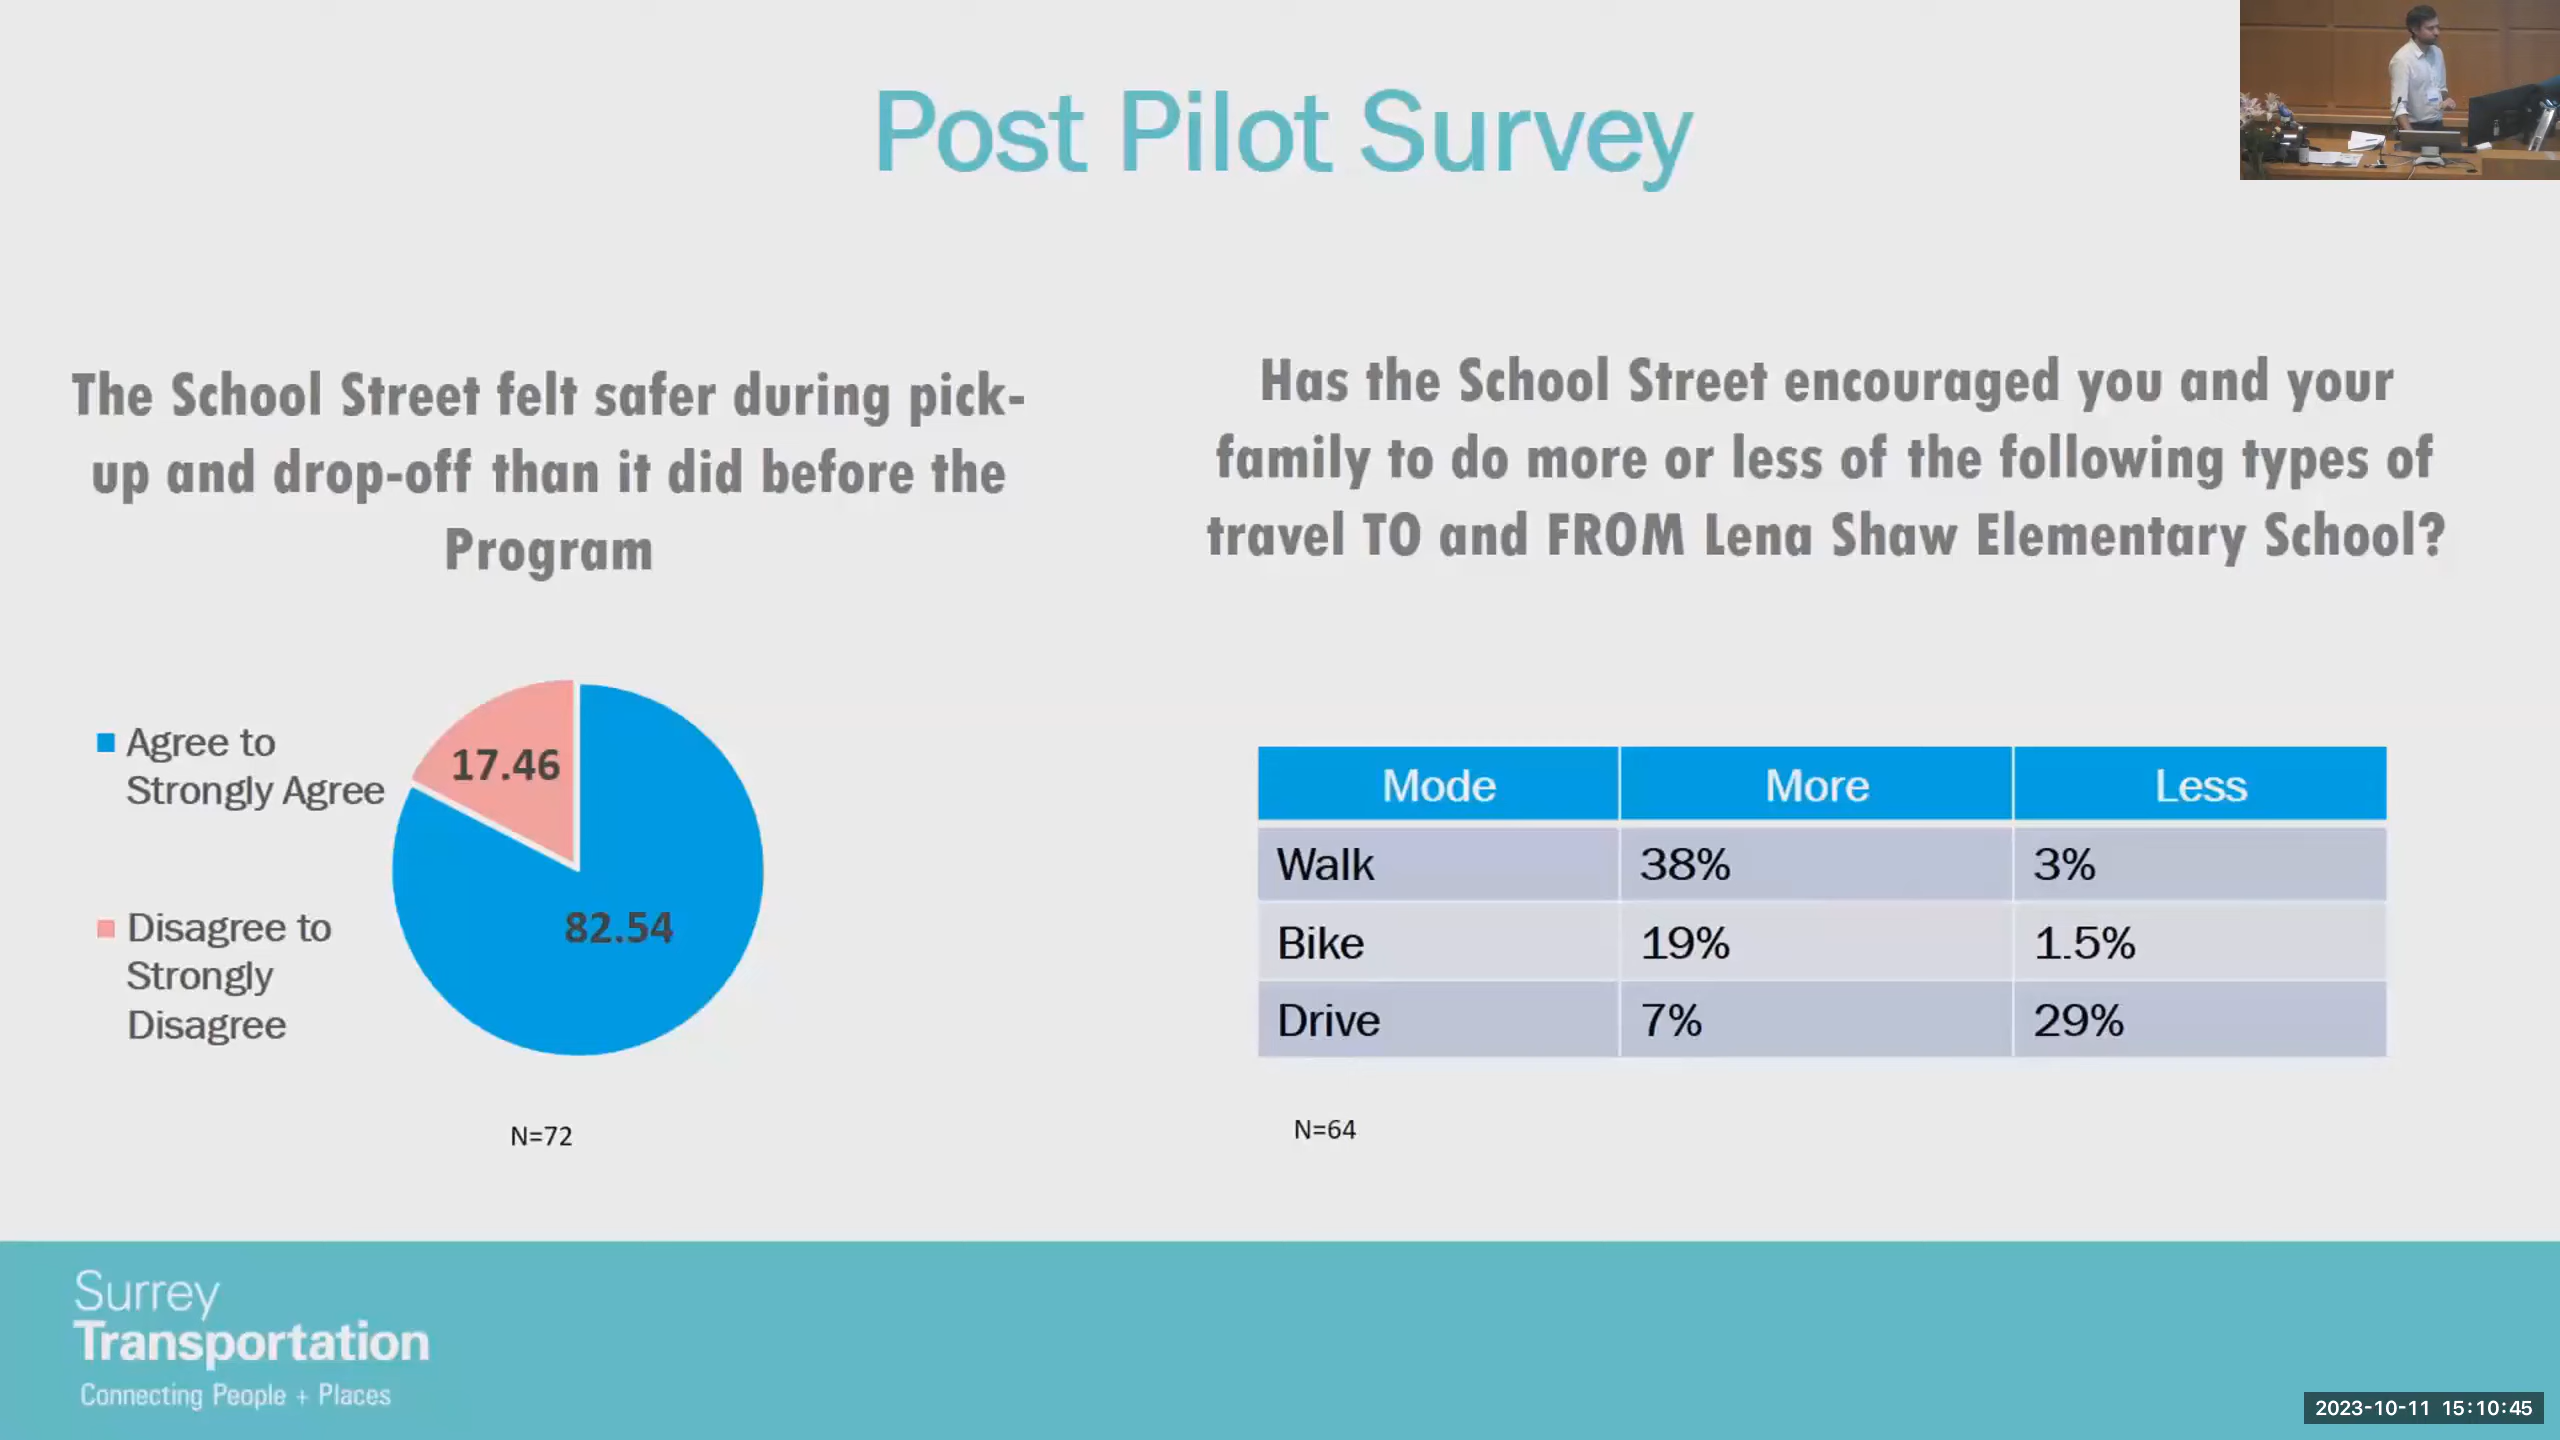 Post Pilot Survey
The School Street felt safer during pick-
up and drop-off than it did before the
Program
Agree to
Strongly Agree
Disagree to
Strongly
Disagree
17.46
82.54
N=72
Has the School Street encouraged you and your
family to do more or less of the following types of
travel TO and FROM Lena Shaw Elementary School?
Mode More Less
Walk 38% 3%
Bike 19% 1.5%
Drive 7% 29%
N=64
Surrey
Transportation
Connecting People + Places
2023-10-11 15:10:45